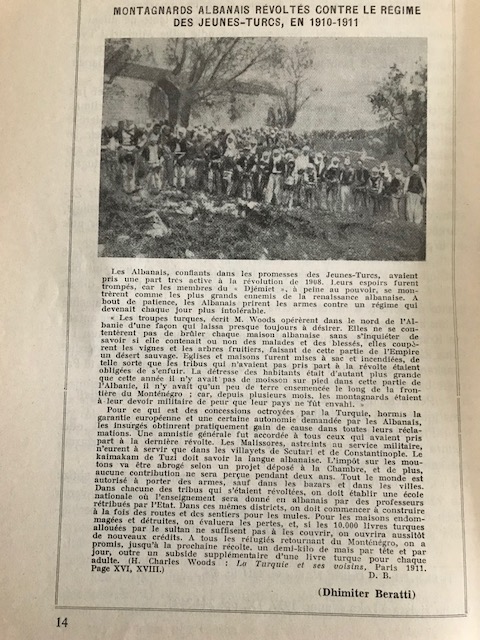 MONTAGNARDS ALBANAIS RÉVOLTÉS CONTRE LE RÉGIME
DES JEUNES-TURCS, EN 1910-1911
Les Albanais, confiants dans les promesses des Jeunes-Turcs, avaient
pris une part très active à la révolution de 1908. Leurs espoirs furent
trompés, car les membres du « Djémiet », à peine au pouvoir, se mon-
trèrent comme les plus grands ennemis de la renaissance albanaise. A
bout de patience, les Albanais prirent les armes contre un régime qui
devenait chaque jour plus intolérable.
« Les troupes turques, écrit M. Woods opérèrent dans le nord de l'Al-
banie d'une façon qui laissa presque toujours à désirer. Elles ne se con-
tentèrent pas de brûler chaque maison albanaise sans s'inquiéter de
savoir si elle contenait ou non des malades et des blessés, elles coupè-
rent les vignes et les arbres fruitiers, faisant de cette partie de l'Empire
un désert sauvage. Eglises et maisons furent mises à sac et incendiées, de
telle sorte que les tribus qui n'avaient pas pris part à la révolte étaient
obligées de s'enfuir. La détresse des habitants était d'autant plus grande
que cette année il n'y avait pas de moisson sur pied dans cette partie de
l'Albanie, il n'y avait qu'un peu de terre ensemencée le long de la fron-
tière du Monténégro ; car, depuis plusieurs mois, les montagnards étaient
à leur devoir militaire de peur que leur pays ne fût envahi. »
Pour ce qui est des concessions octroyées par la Turquie, hormis la
garantie européenne et une certaine autonomie demandée par les Albanais,
les insurgés obtinrent pratiquement gain de cause dans toutes leurs récla-
mations. Une amnistie générale fut accordée à tous ceux qui avaient pris
part à la dernière révolte. Les Malissores, astreints au service militaire,
n'eurent à servir que dans les vilayets de Scutari et de Constantinople. Le
kaimakam de Tuzi doit savoir la langue albanaise. L'impôt sur les mou-
tons va être abrogé selon un projet déposé à la Chambre, et de plus,
aucune contribution ne sera perçue pendant deux ans. Tout le monde est
autorisé à porter des armes, sauf dans les bazars et dans les villes.
Dans chacune des tribus qui s'étaient révoltées, on doit établir une école
nationale où l'enseignement sera donné en albanais par des professeurs
rétribués par l'Etat. Dans ces mêmes districts, on doit commencer à construire
à la fois des routes et des sentiers pour les mules. Pour les maisons endom-
magées et détruites, on évaluera les pertes, et, si les 10.000 livres turques
allouées par le sultan ne suffisent pas à les couvrir, on ouvrira aussitôt
de nouveaux crédits. A tous les réfugiés retournant du Monténégro, on a
promis, jusqu'à la prochaine récolte, un demi-kilo de maïs par tête et par
jour, outre un subside supplémentaire d'une livre turque pour chaque
adulte. (H. Charles Woods : La Turquie et ses voisins, Paris 1911.
Page XVI, XVIII.)
D. B.
(Dhimiter Beratti)
14